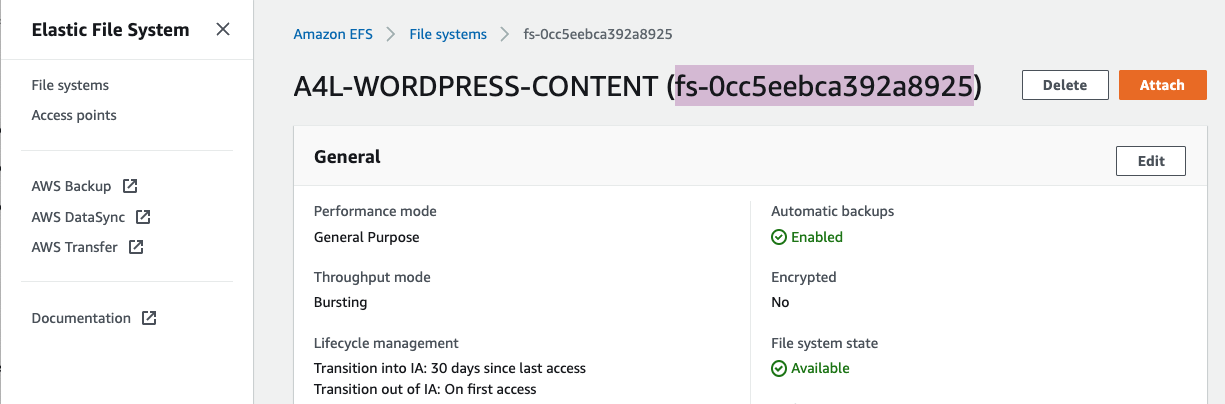 Elastic File System
File systems
Access points
AWS Backup
AWS DataSync
AWS Transfer
Documentation
Amazon EFS > File systems > fs-0cc5eebca392a8925
A4L-WORDPRESS-CONTENT (fs-0cc5eebca392a8925)
Delete
Attach
General
Edit
Performance mode
General Purpose
Throughput mode
Bursting
Lifecycle management
Transition into IA: 30 days since last access
Transition out of IA: On first access
Automatic backups
Enabled
Encrypted
No
File system state
Available